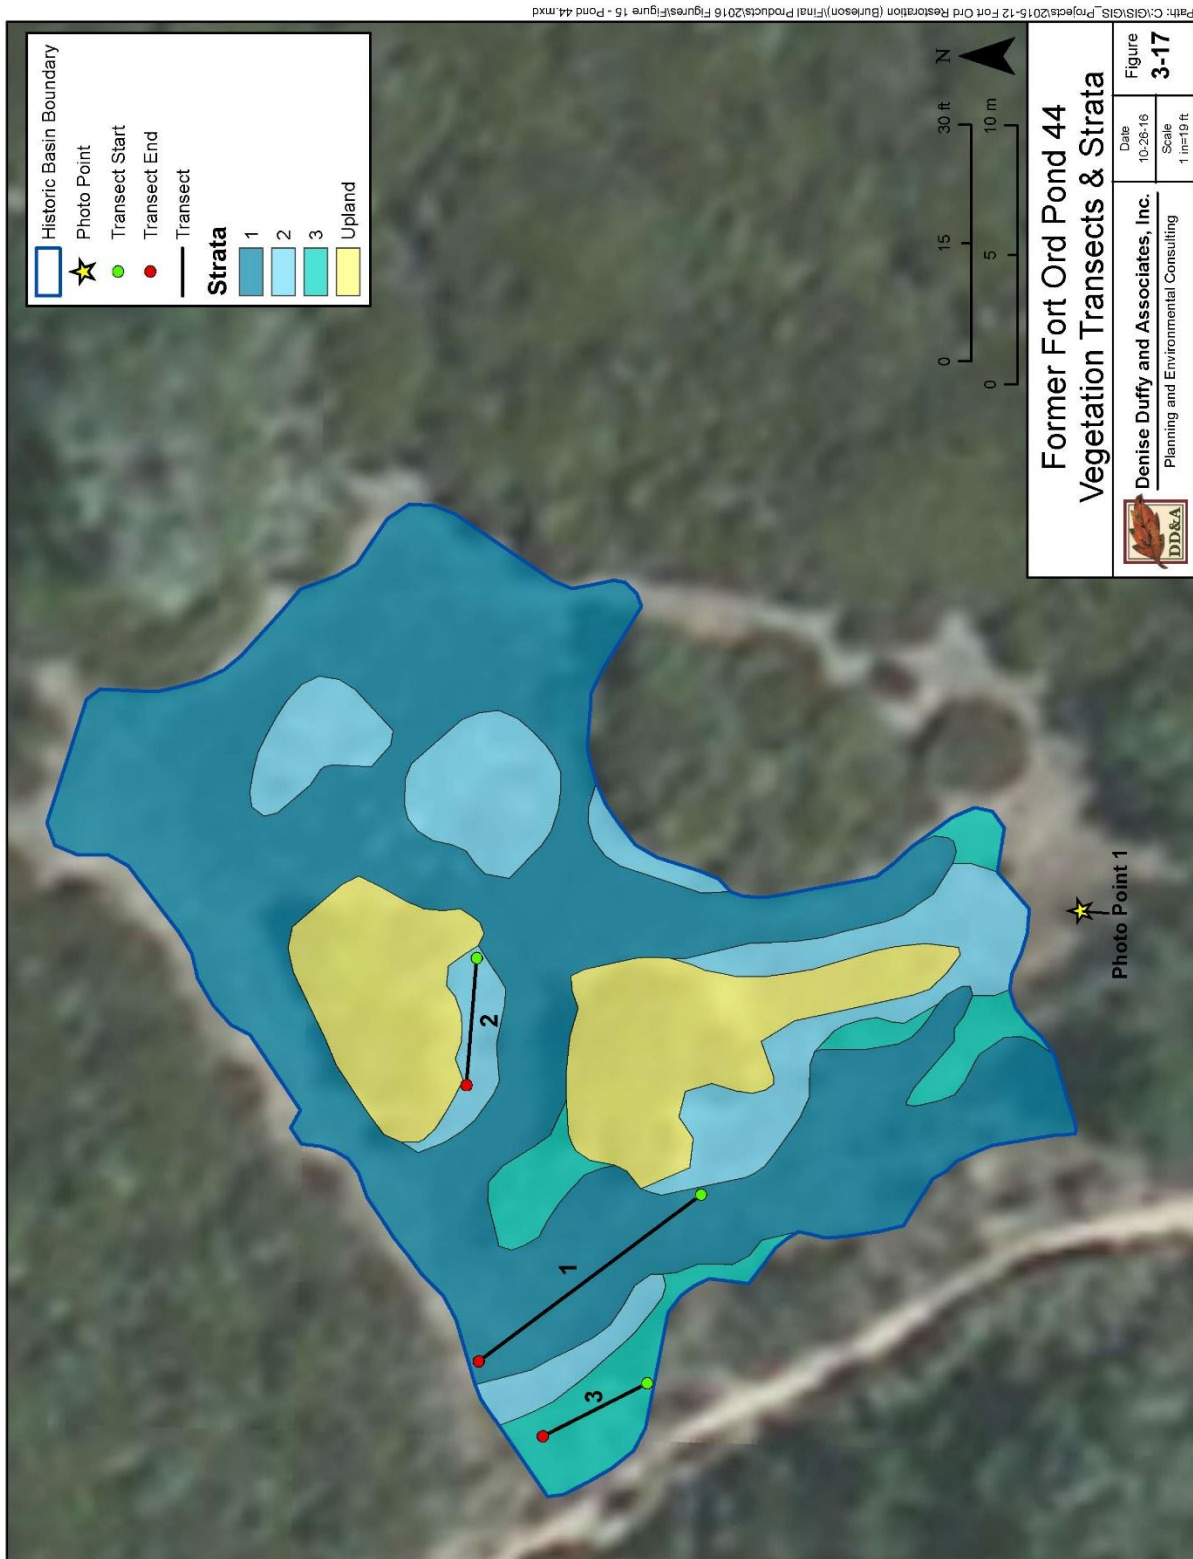 Path: C:\GIS\GIS_Projects\2015-12 Fort Ord Restoration (Burleson)\Final Products\2016 Figures\Figure 15 - Pond 44.mxd
Historic Basin Boundary
Photo Point
Transect Start
Transect End
Transect
Strata
1
2
3
Upland
1
2
3
Photo Point 1
N
0 15 30 ft
0 5 10 m
Former Fort Ord Pond 44
Vegetation Transects & Strata
DD&A
Denise Duffy and Associates, Inc.
Planning and Environmental Consulting
Date
10-26-16
Scale
1 in=19 ft
Figure
3-17